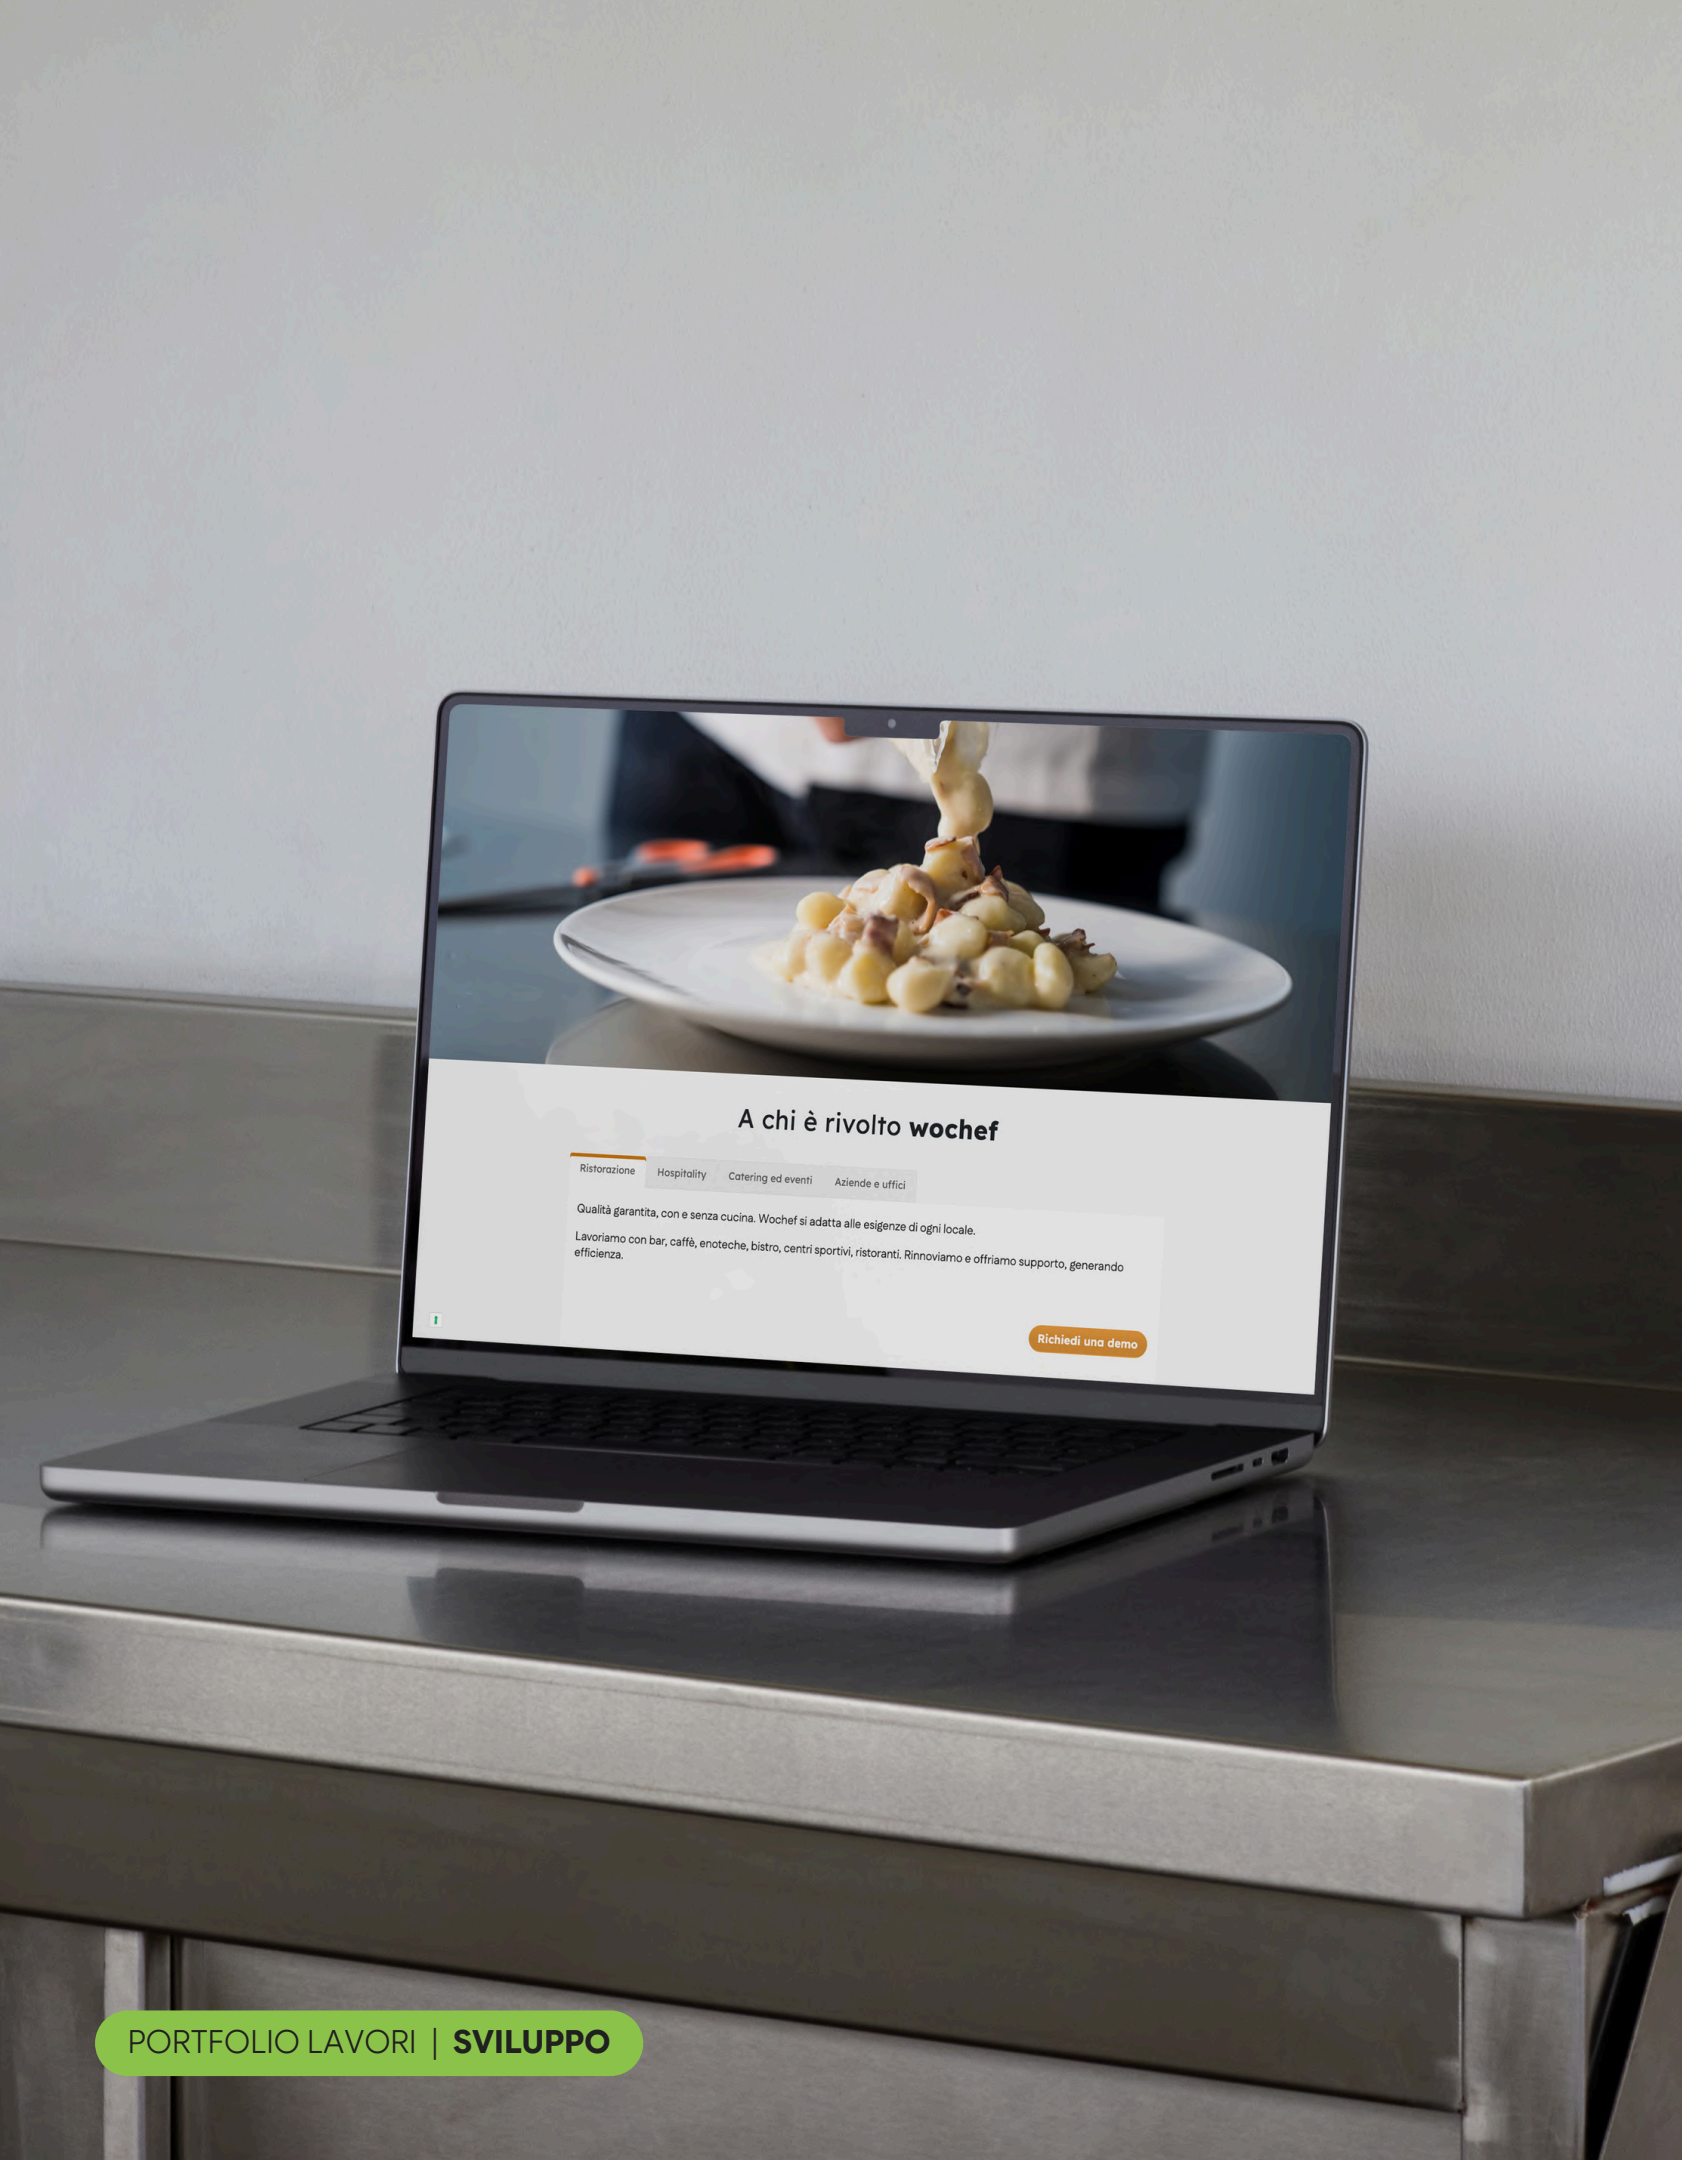 A chi è rivolto wochef
Ristorazione Hospitality Catering ed eventi Aziende e uffici
Qualità garantita, con e senza cucina. Wochef si adatta alle esigenze di ogni locale.
Lavoriamo con bar, caffè, enoteche, bistro, centri sportivi, ristoranti. Rinnoviamo e offriamo supporto, generando
efficienza.
Richiedi una demo
PORTFOLIO LAVORI | SVILUPPO